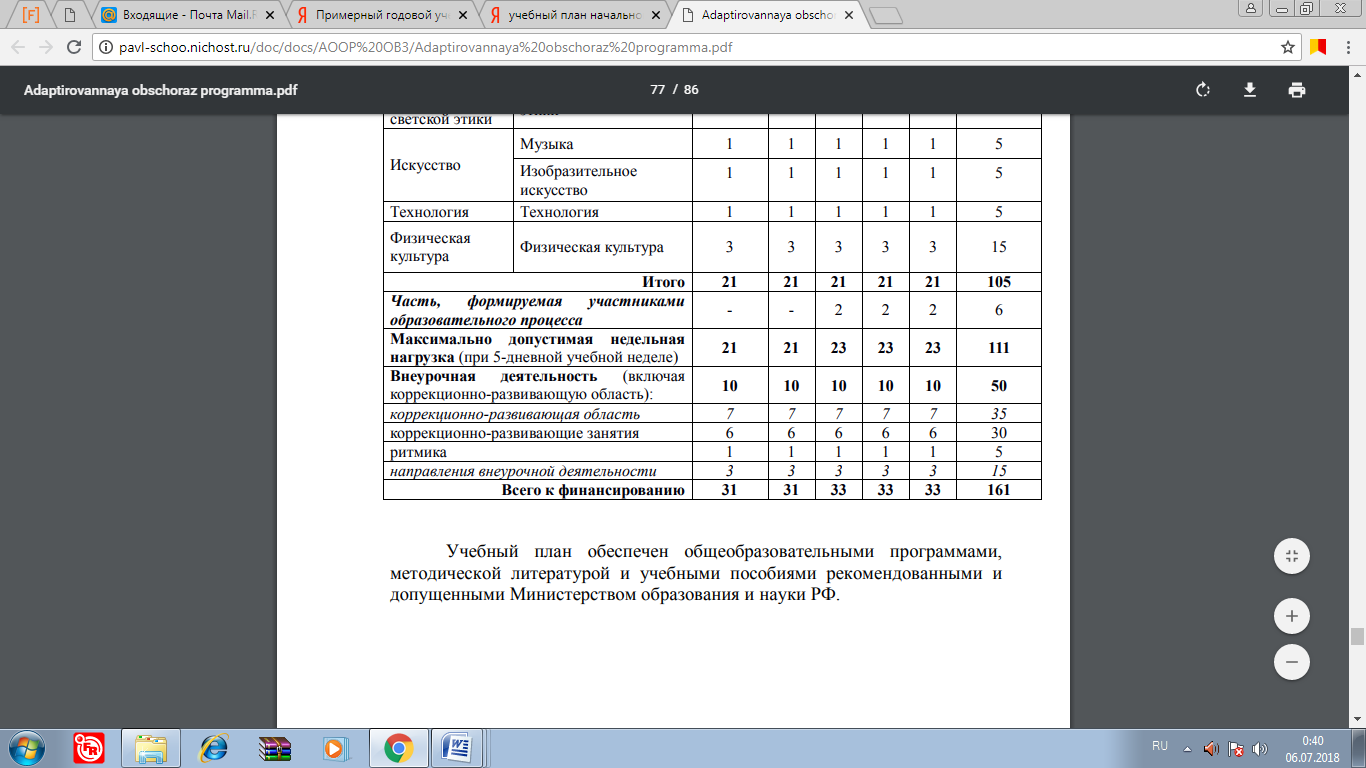 [F]
Входящие - Почта Mail.R
Примерный годовой уч
учебный план начально
Adaptirovannaya obschor
pavl-schoo.nichost.ru/doc/docs/AOOP%20OB3/Adaptirovannaya%20obschoraz%20programma.pdf
Adaptirovannaya obschoraz programma.pdf 77 / 86
светской этики
Искусство Музыка 1 1 1 1 1 5
Изобразительное 1 1 1 1 1 5
искусство
Технология Технология 1 1 1 1 1 5
Физическая
культура Физическая культура 3 3 3 3 3 15
Итого 21 21 21 21 21 105
Часть, формируемая участниками
образовательного процесса - - 2 2 2 6
Максимально допустимая недельная
нагрузка (при 5-дневной учебной неделе) 21 21 23 23 23 111
Внеурочная деятельность (включая
коррекционно-развивающую область): 10 10 10 10 10 50
коррекционно-развивающая область 7 7 7 7 7 35
коррекционно-развивающие занятия 6 6 6 6 6 30
ритмика 1 1 1 1 1 5
направления внеурочной деятельности 3 3 3 3 3 15
Всего к финансированию 31 31 33 33 33 161
Учебный план обеспечен общеобразовательными программами,
методической литературой и учебными пособиями рекомендованными и
допущенными Министерством образования и науки РФ.
RU 0:40
06.07.2018